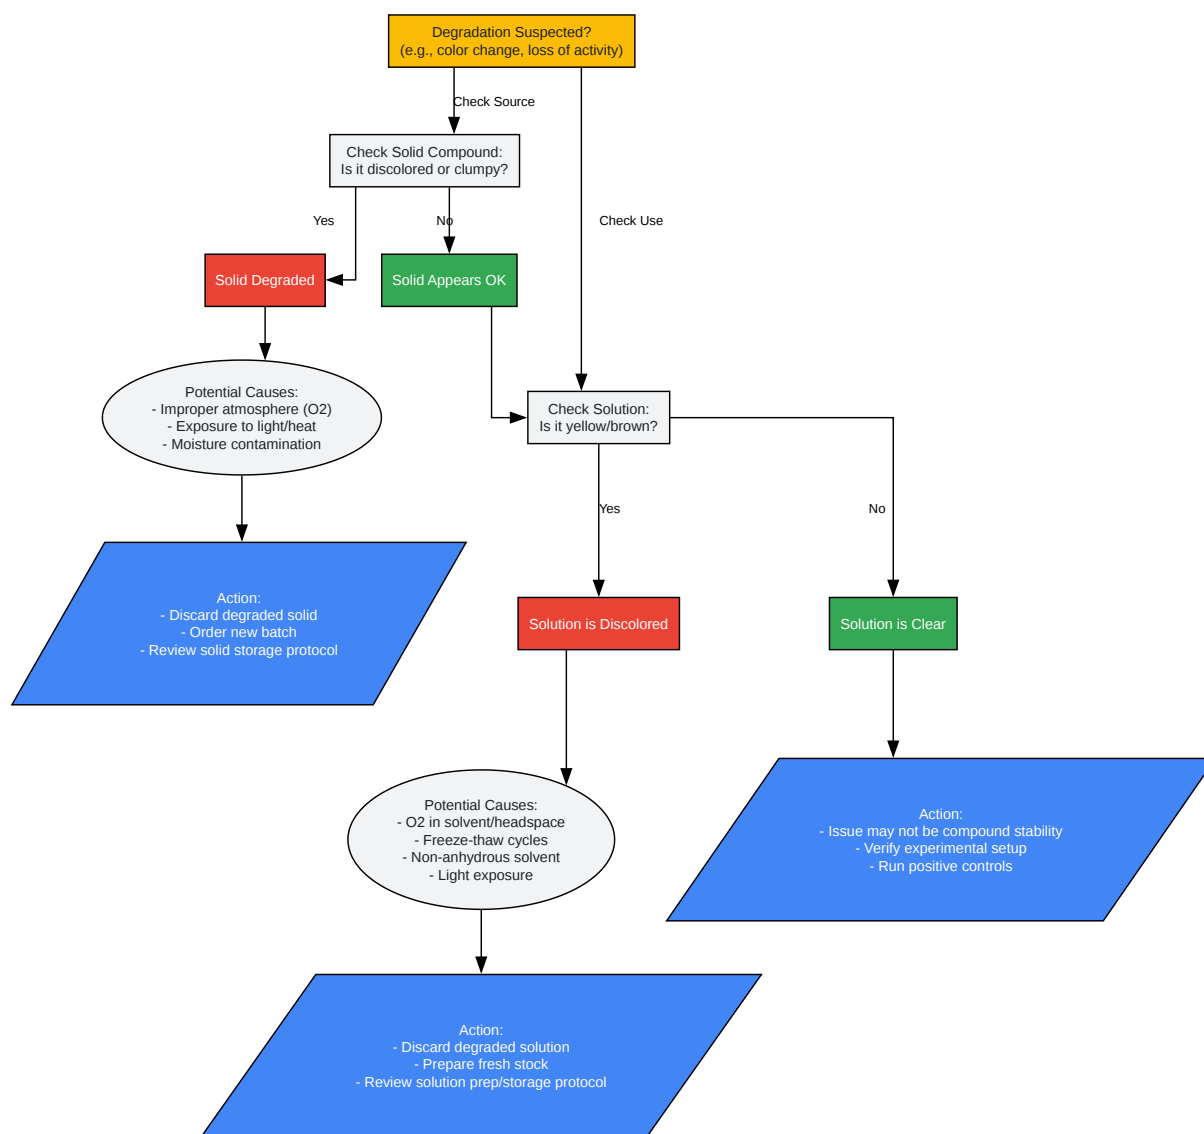 Degradation Suspected?
(e.g., color change, loss of activity)
Check Source
Check Solid Compound:
Is it discolored or clumpy?
Yes
No
Check Use
Solid Degraded
Solid Appears OK
Potential Causes:
- Improper atmosphere (O2)
- Exposure to light/heat
- Moisture contamination
Check Solution:
Is it yellow/brown?
Yes
No
Action:
- Discard degraded solid
- Order new batch
- Review solid storage protocol
Solution is Discolored
Solution is Clear
Potential Causes:
- O2 in solvent/headspace
- Freeze-thaw cycles
- Non-anhydrous solvent
- Light exposure
Action:
- Issue may not be compound stability
- Verify experimental setup
- Run positive controls
Action:
- Discard degraded solution
- Prepare fresh stock
- Review solution prep/storage protocol